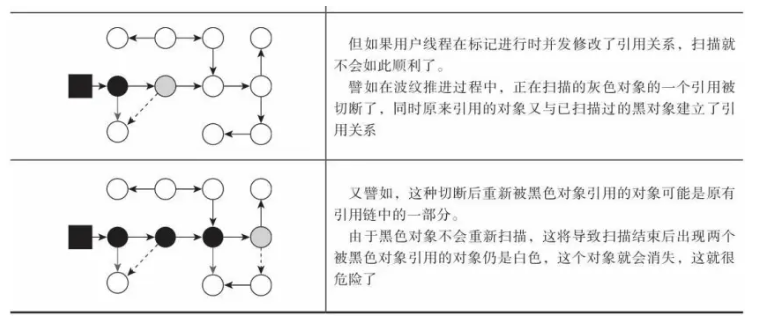 但如果用户线程在标记进行时并发修改了引用关系，扫描就
不会如此顺利了。
譬如在波纹推进过程中，正在扫描的灰色对象的一个引用被
切断了，同时原来引用的对象又与已扫描过的黑对象建立了引
用关系
又譬如，这种切断后重新被黑色对象引用的对象可能是原有
引用链中的一部分。
由于黑色对象不会重新扫描，这将导致扫描结束后出现两个
被黑色对象引用的对象仍是白色，这个对象就会消失，这就很
危险了